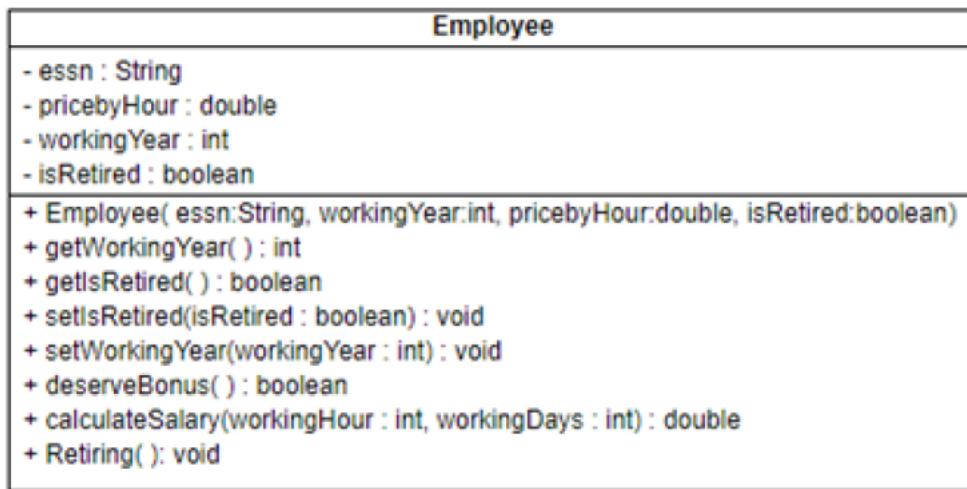 Employee
- essn : String
- pricebyHour : double
- workingYear : int
- isRetired : boolean
+ Employee( essn:String, workingYear:int, pricebyHour:double, isRetired:boolean)
+ getWorkingYear( ) : int
+ getIsRetired( ) : boolean
+ setIsRetired(isRetired : boolean) : void
+ setWorkingYear(workingYear : int) : void
+ deserveBonus( ) : boolean
+ calculateSalary(workingHour : int, workingDays : int) : double
+ Retiring( ): void